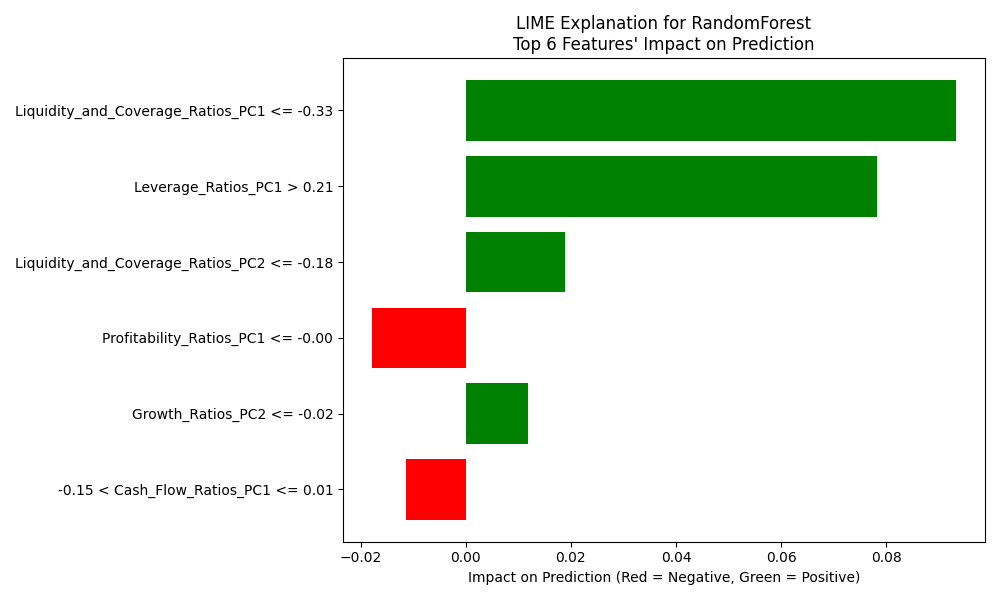 LIME Explanation for RandomForest
Top 6 Features' Impact on Prediction
Liquidity_and_Coverage_Ratios_PC1 <= -0.33
Leverage_Ratios_PC1 > 0.21
Liquidity_and_Coverage_Ratios_PC2 <= -0.18
Profitability_Ratios_PC1 <= -0.00
Growth_Ratios_PC2 <= -0.02
-0.15 < Cash_Flow_Ratios_PC1 <= 0.01
−0.02 0.00 0.02 0.04 0.06 0.08
Impact on Prediction (Red = Negative, Green = Positive)